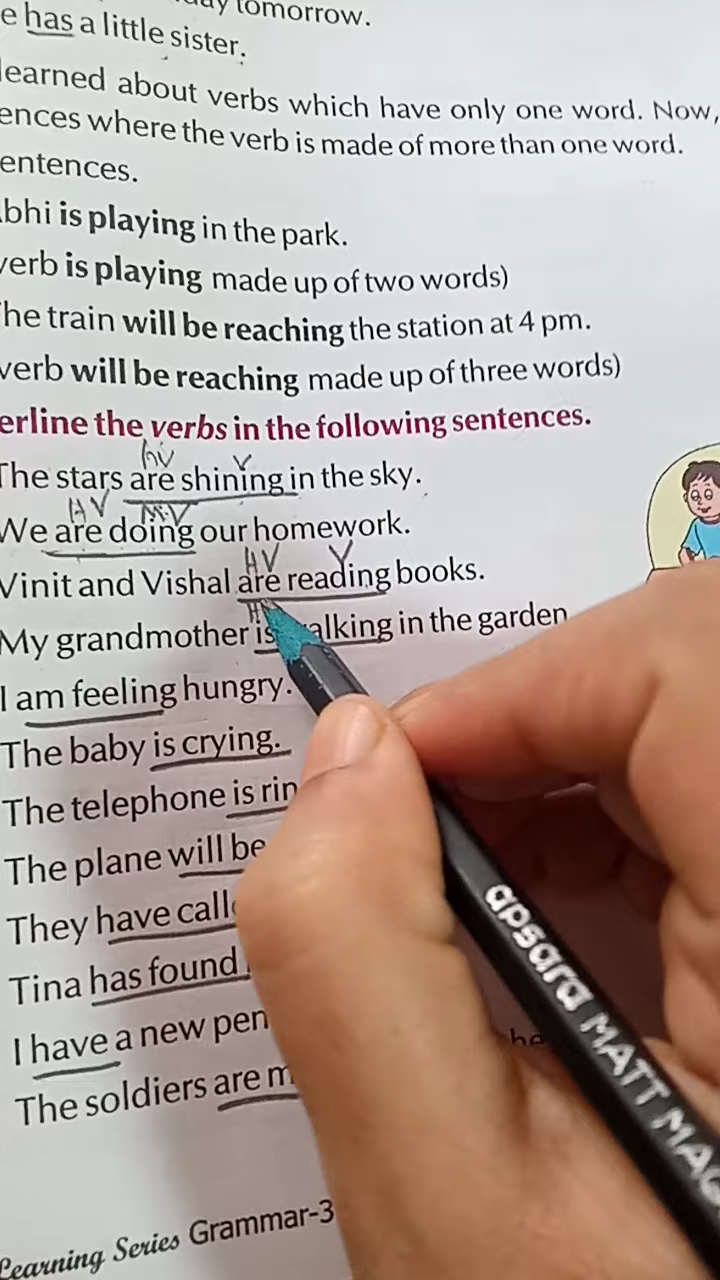 tomorrow.
e has a little sister.
learned about verbs which have only one word. Now,
ences where the verb is made of more than one word.
entences.
bhi is playing in the park.
verb is playing made up of two words)
he train will be reaching the station at 4 pm.
verb will be reaching made up of three words)
erline the verbs in the following sentences.
hv v
The stars are shining in the sky.
HV MV
We are doing our homework.
HV V
Vinit and Vishal are reading books.
My grandmother is alking in the garden
I am feeling hungry.
The baby is crying.
The telephone is rin
The plane will be
They have call
Tina has found
I have a new pen
The soldiers are m
Learning Series Grammar-3
apsara MATT MAG